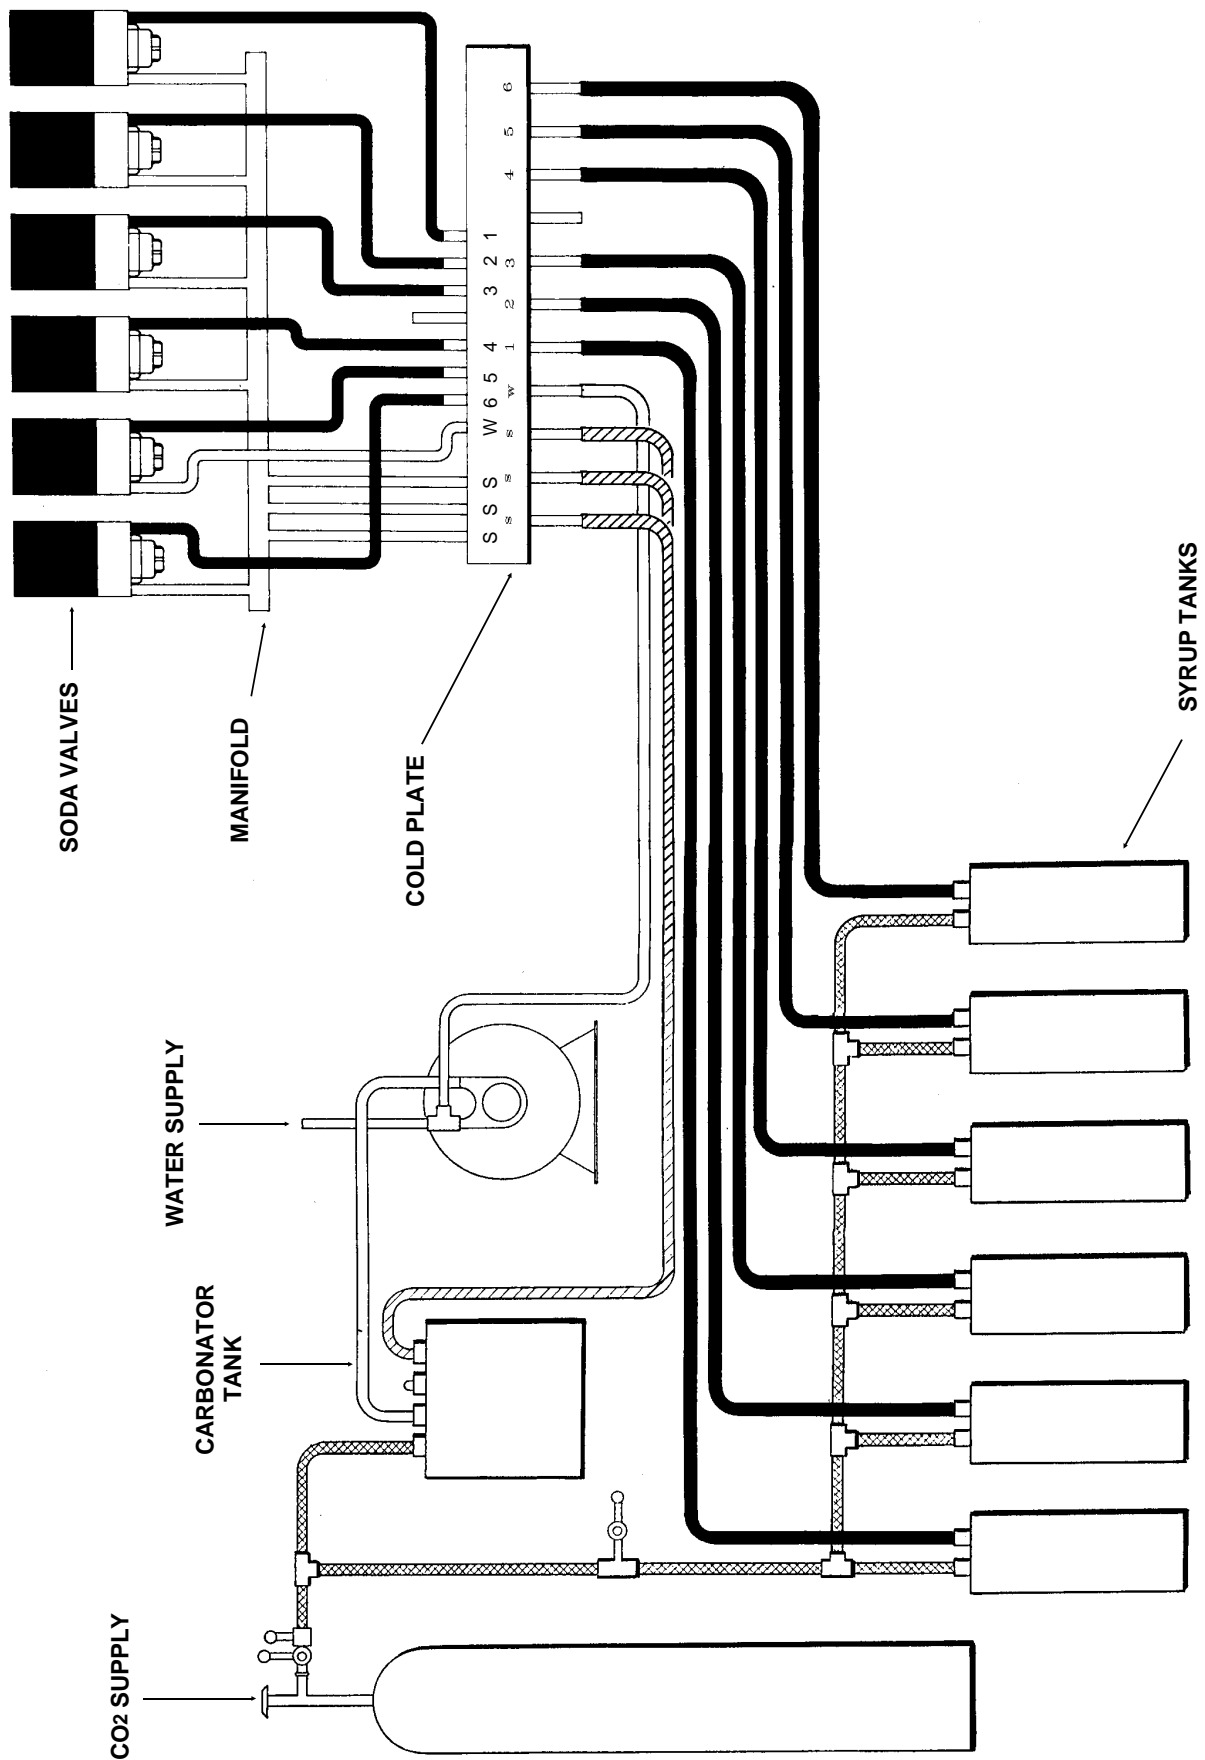 SODA VALVES
MANIFOLD
COLD PLATE
WATER SUPPLY
CARBONATOR
TANK
CO2 SUPPLY
SYRUP TANKS
S S S W 6 5 4 3 2 1
S S S W 1 2 3 4 5 6